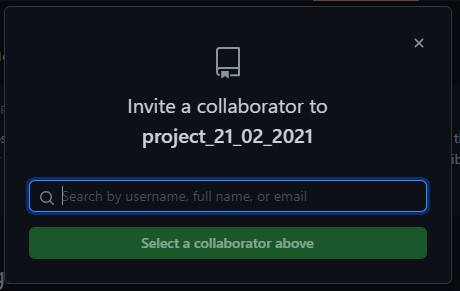 Invite a collaborator to
project_21_02_2021
Search by username, full name, or email
Select a collaborator above